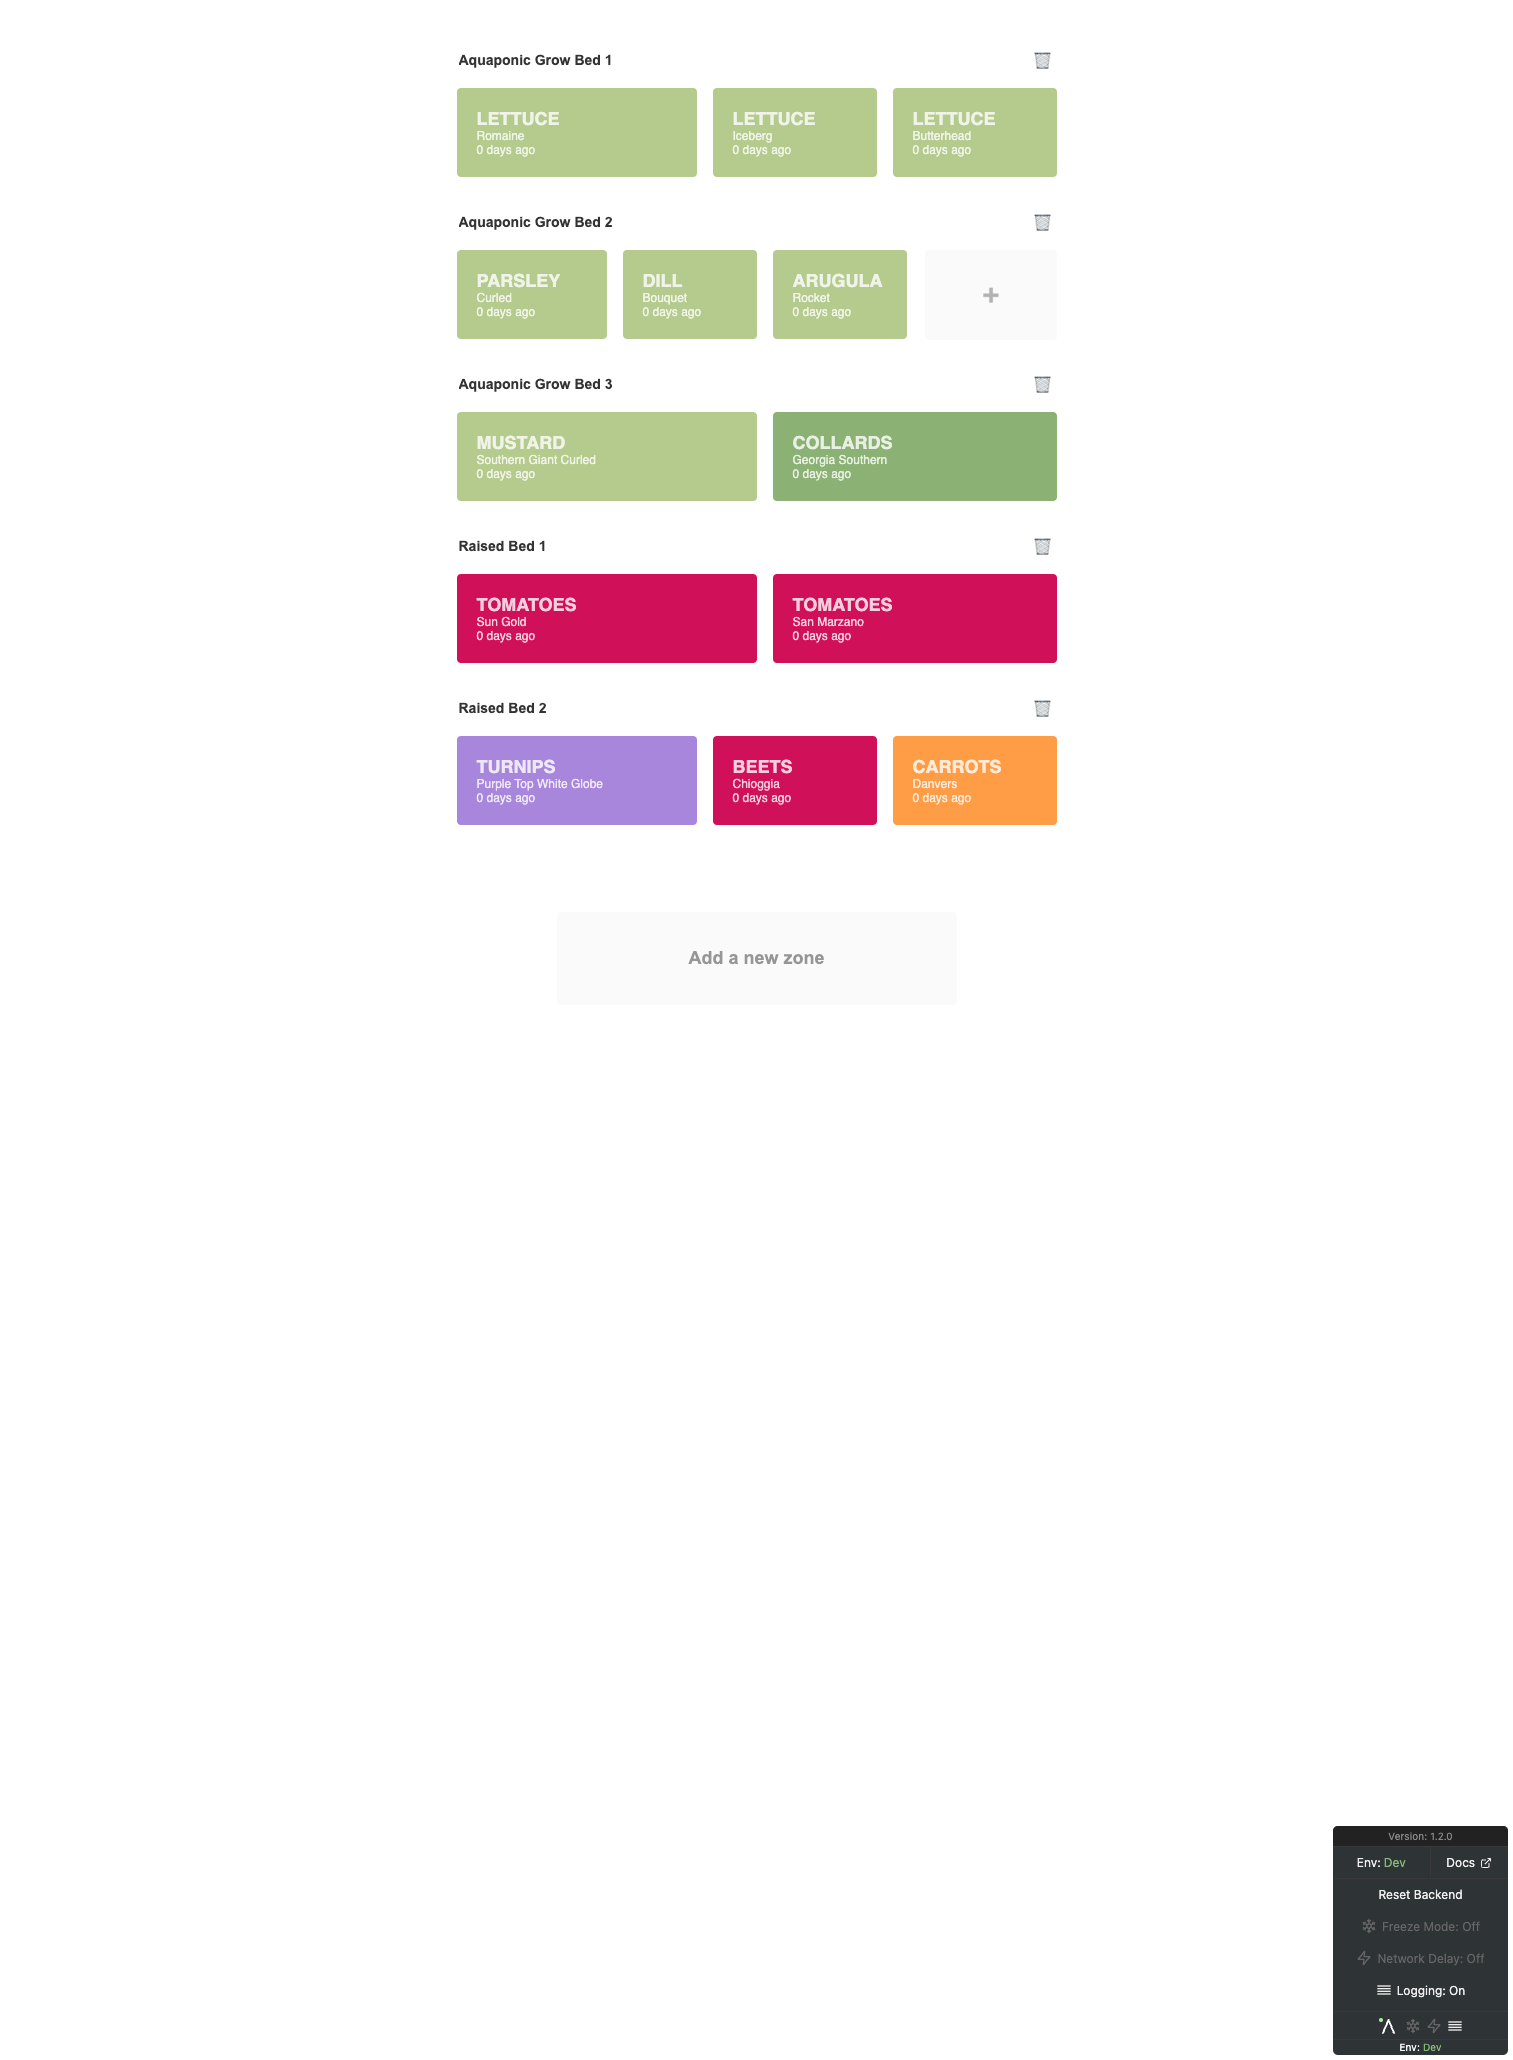 Aquaponic Grow Bed 1
LETTUCE
Romaine
0 days ago
LETTUCE
Iceberg
0 days ago
LETTUCE
Butterhead
0 days ago
Aquaponic Grow Bed 2
PARSLEY
Curled
0 days ago
DILL
Bouquet
0 days ago
ARUGULA
Rocket
0 days ago
+
Aquaponic Grow Bed 3
MUSTARD
Southern Giant Curled
0 days ago
COLLARDS
Georgia Southern
0 days ago
Raised Bed 1
TOMATOES
Sun Gold
0 days ago
TOMATOES
San Marzano
0 days ago
Raised Bed 2
TURNIPS
Purple Top White Globe
0 days ago
BEETS
Chioggia
0 days ago
CARROTS
Danvers
0 days ago
Add a new zone
Version: 1.2.0
Env: Dev
Docs
Reset Backend
Freeze Mode: Off
Network Delay: Off
Logging: On
Env: Dev